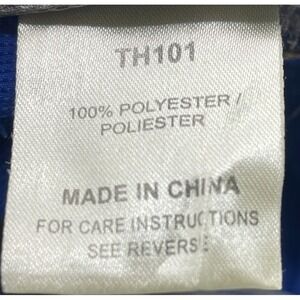 TH101
100% POLYESTER /
POLIESTER
MADE IN CHINA
FOR CARE INSTRUCTIONS
SEE REVERSE